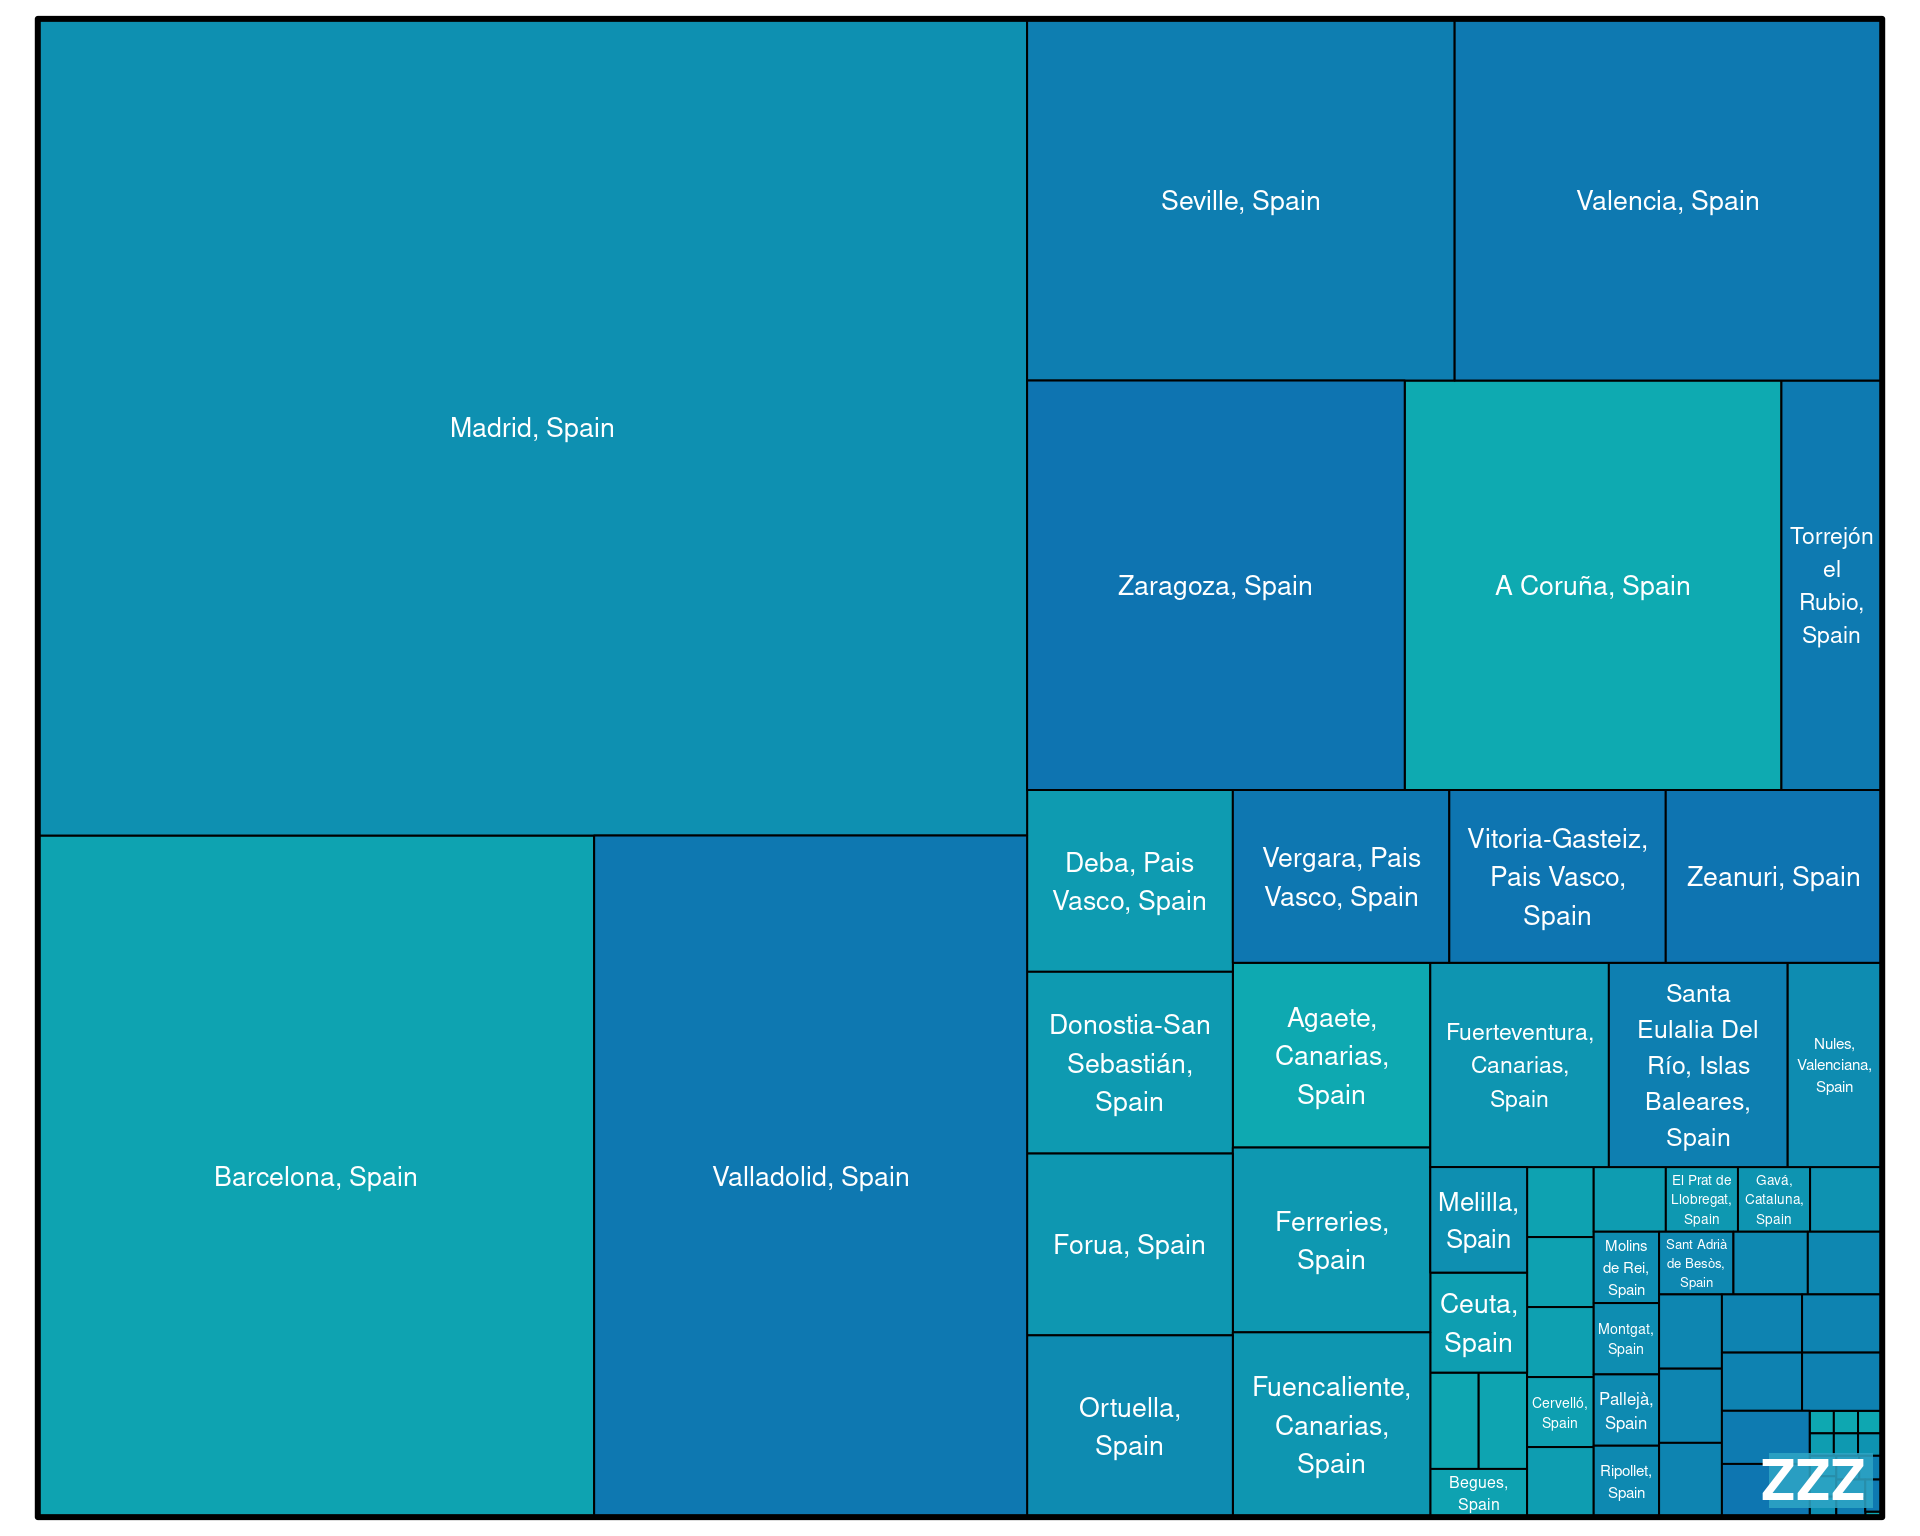 Madrid, Spain
Seville, Spain
Valencia, Spain
Zaragoza, Spain
A Coruña, Spain
Torrejón
el
Rubio,
Spain
Barcelona, Spain
Valladolid, Spain
Deba, Pais
Vasco, Spain
Vergara, Pais
Vasco, Spain
Vitoria-Gasteiz,
Pais Vasco,
Spain
Zeanuri, Spain
Donostia-San
Sebastián,
Spain
Agaete,
Canarias,
Spain
Fuerteventura,
Canarias,
Spain
Santa
Eulalia Del
Río, Islas
Baleares,
Spain
Nules,
Valenciana,
Spain
Forua, Spain
Ferreries,
Spain
Melilla,
Spain
El Prat de
Llobregat,
Spain
Gavá,
Cataluna,
Spain
Molins
de Rei,
Spain
Sant Adrià
de Besòs,
Spain
Ceuta,
Spain
Montgat,
Spain
Ortuella,
Spain
Fuencaliente,
Canarias,
Spain
Cervelló,
Spain
Pallejà,
Spain
Begues,
Spain
Ripollet,
Spain
ZZZ